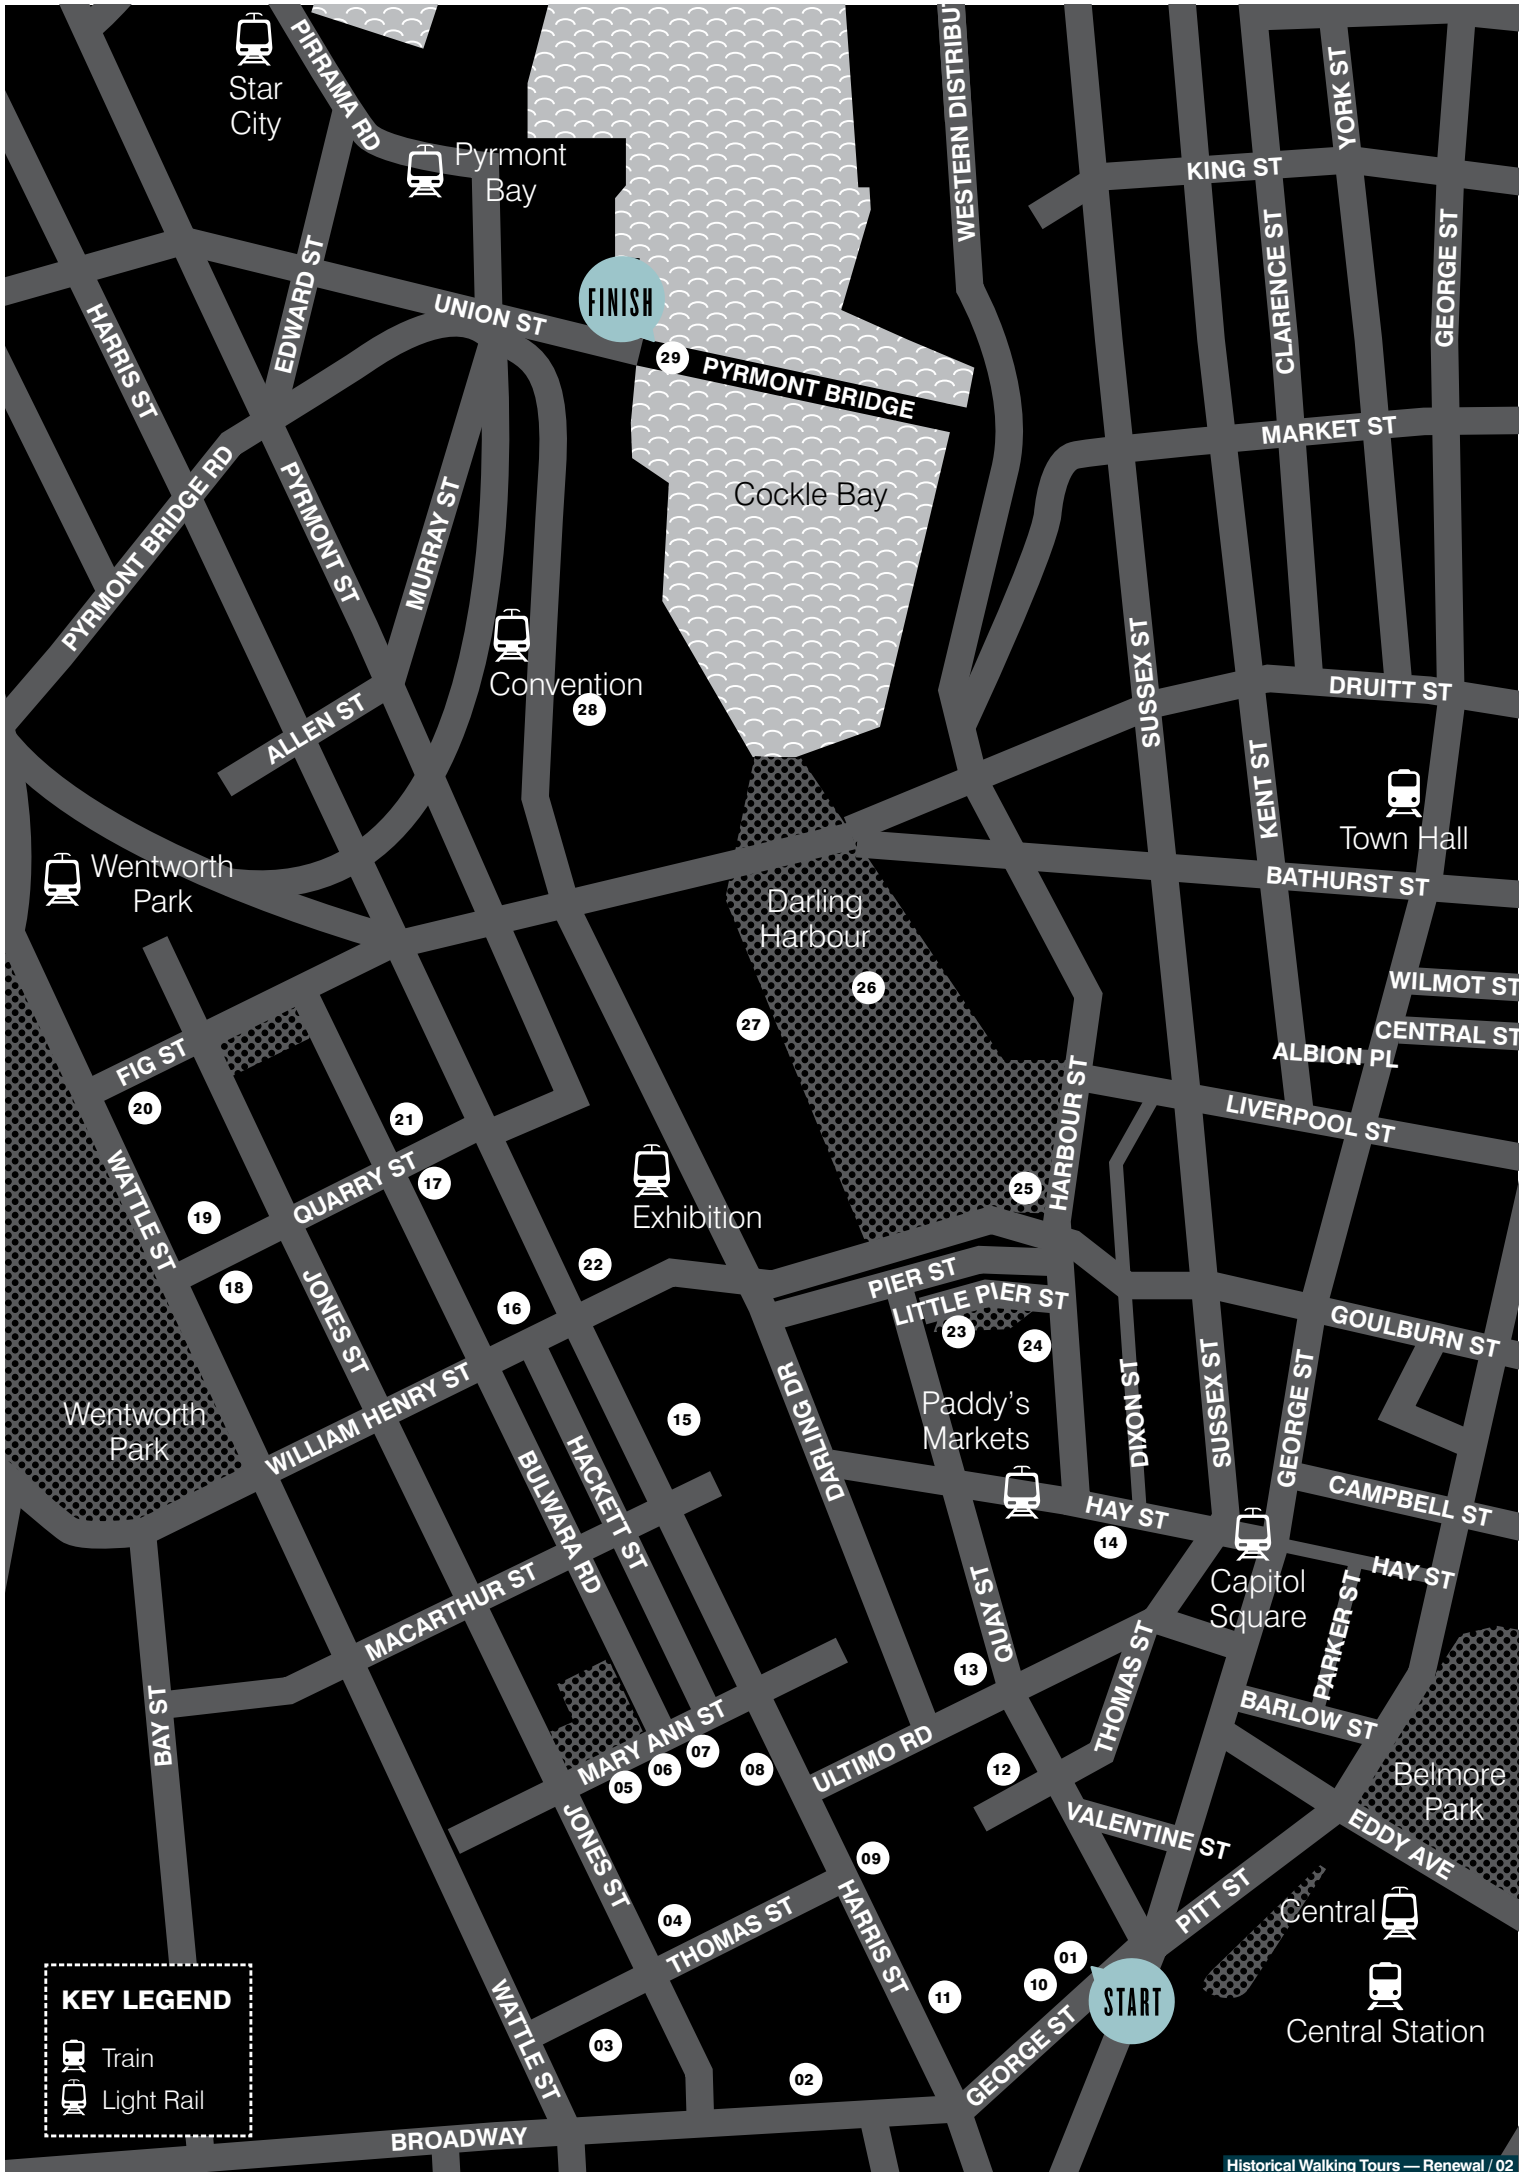 PIRRAMA RD
Star
City
WESTERN DISTRIBU
YORK ST
Pyrmont
Bay
KING ST
EDWARD ST
CLARENCE ST
GEORGE ST
UNION ST
FINISH
HARRIS ST
29
PYRMONT BRIDGE
MARKET ST
PYRMONT BRIDGE RD
PYRMONT ST
MURRAY ST
Cockle Bay
SUSSEX ST
Convention
28
DRUITT ST
ALLEN ST
KENT ST
Town Hall
Wentworth
Park
BATHURST ST
Darling
Harbour
26
WILMOT ST
27
CENTRAL ST
ALBION PL
FIG ST
20
21
LIVERPOOL ST
HARBOUR ST
WATTLE ST
QUARRY ST
17
25
19
Exhibition
22
18
JONES ST
16
PIER ST
LITTLE PIER ST
23
24
GOULBURN ST
Wentworth
Park
WILLIAM HENRY ST
15
DARLING DR
Paddy's
Markets
DIXON ST
SUSSEX ST
GEORGE ST
BULWARA RD
HACKETT ST
HAY ST
14
CAMPBELL ST
MACARTHUR ST
Capitol
Square
HAY ST
PARKER ST
QUAY ST
13
THOMAS ST
BAY ST
MARY ANN ST
05
06
07
08
ULTIMO RD
12
BARLOW ST
Belmore
Park
JONES ST
VALENTINE ST
EDDY AVE
09
PITT ST
04
THOMAS ST
HARRIS ST
Central
01
10
11
START
WATTLE ST
GEORGE ST
Central Station
03
02
KEY LEGEND
Train
Light Rail
BROADWAY
Historical Walking Tours — Renewal / 02